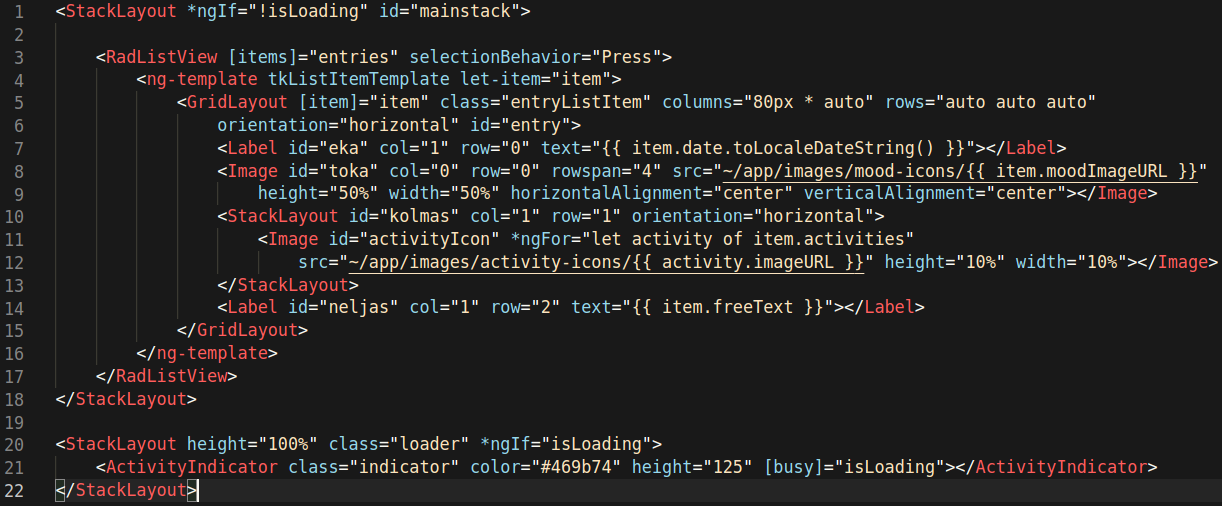 1 <StackLayout *ngIf="!isLoading" id="mainstack">
2
3     <RadListView [items]="entries" selectionBehavior="Press">
4         <ng-template tkListItemTemplate let-item="item">
5             <GridLayout [item]="item" class="entryListItem" columns="80px * auto" rows="auto auto auto"
6                 orientation="horizontal" id="entry">
7                 <Label id="eka" col="1" row="0" text="{{ item.date.toLocaleDateString() }}"></Label>
8                 <Image id="toka" col="0" row="0" rowspan="4" src="~/app/images/mood-icons/{{ item.moodImageURL }}"
9                     height="50%" width="50%" horizontalAlignment="center" verticalAlignment="center"></Image>
10                 <StackLayout id="kolmas" col="1" row="1" orientation="horizontal">
11                     <Image id="activityIcon" *ngFor="let activity of item.activities"
12                         src="~/app/images/activity-icons/{{ activity.imageURL }}" height="10%" width="10%"></Image>
13                 </StackLayout>
14                 <Label id="neljas" col="1" row="2" text="{{ item.freeText }}"></Label>
15             </GridLayout>
16         </ng-template>
17     </RadListView>
18 </StackLayout>
19
20 <StackLayout height="100%" class="loader" *ngIf="isLoading">
21     <ActivityIndicator class="indicator" color="#469b74" height="125" [busy]="isLoading"></ActivityIndicator>
22 </StackLayout>